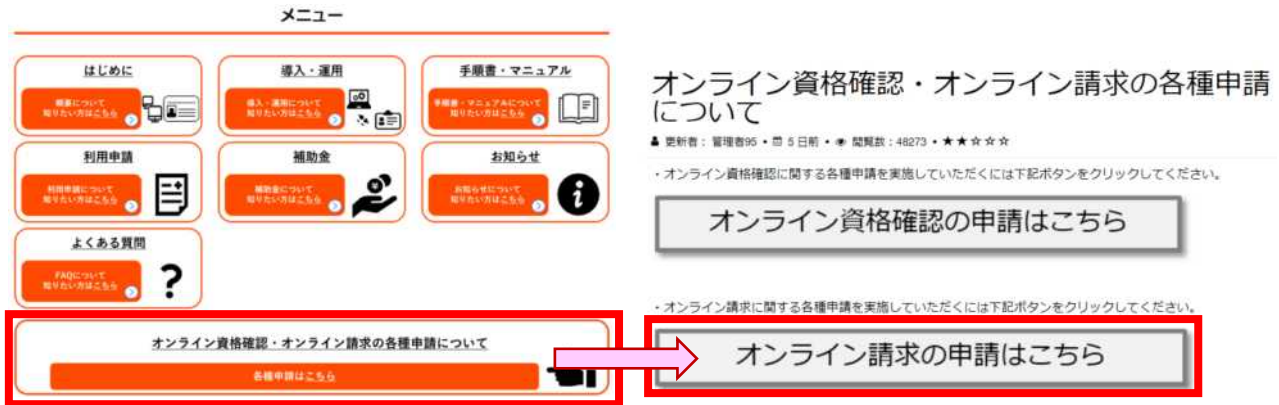 メニュー
はじめに
概要について
知りたい方はこちら
導入・運用
導入・運用について
知りたい方はこちら
手順書・マニュアル
手順書・マニュアルについて
知りたい方はこちら
利用申請
利用申請について
知りたい方はこちら
補助金
補助金について
知りたい方はこちら
お知らせ
お知らせについて
知りたい方はこちら
よくある質問
FAQについて
知りたい方はこちら
オンライン資格確認・オンライン請求の各種申請について
各種申請はこちら
オンライン資格確認・オンライン請求の各種申請
について
更新者: 管理者95 • 5 日前 • 閲覧数:48273 • ★★☆☆☆
・オンライン資格確認に関する各種申請を実施していただくには下記ボタンをクリックしてください。
オンライン資格確認の申請はこちら
・オンライン請求に関する各種申請を実施していただくには下記ボタンをクリックしてください。
オンライン請求の申請はこちら